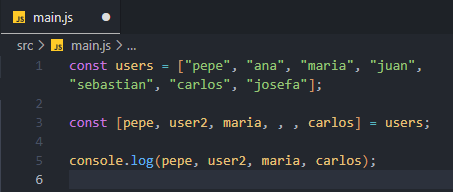 JS main.js
src > JS main.js > ...
1 const users = ["pepe", "ana", "maria", "juan",
"sebastian", "carlos", "josefa"];
2
3 const [pepe, user2, maria, , , carlos] = users;
4
5 console.log(pepe, user2, maria, carlos);
6